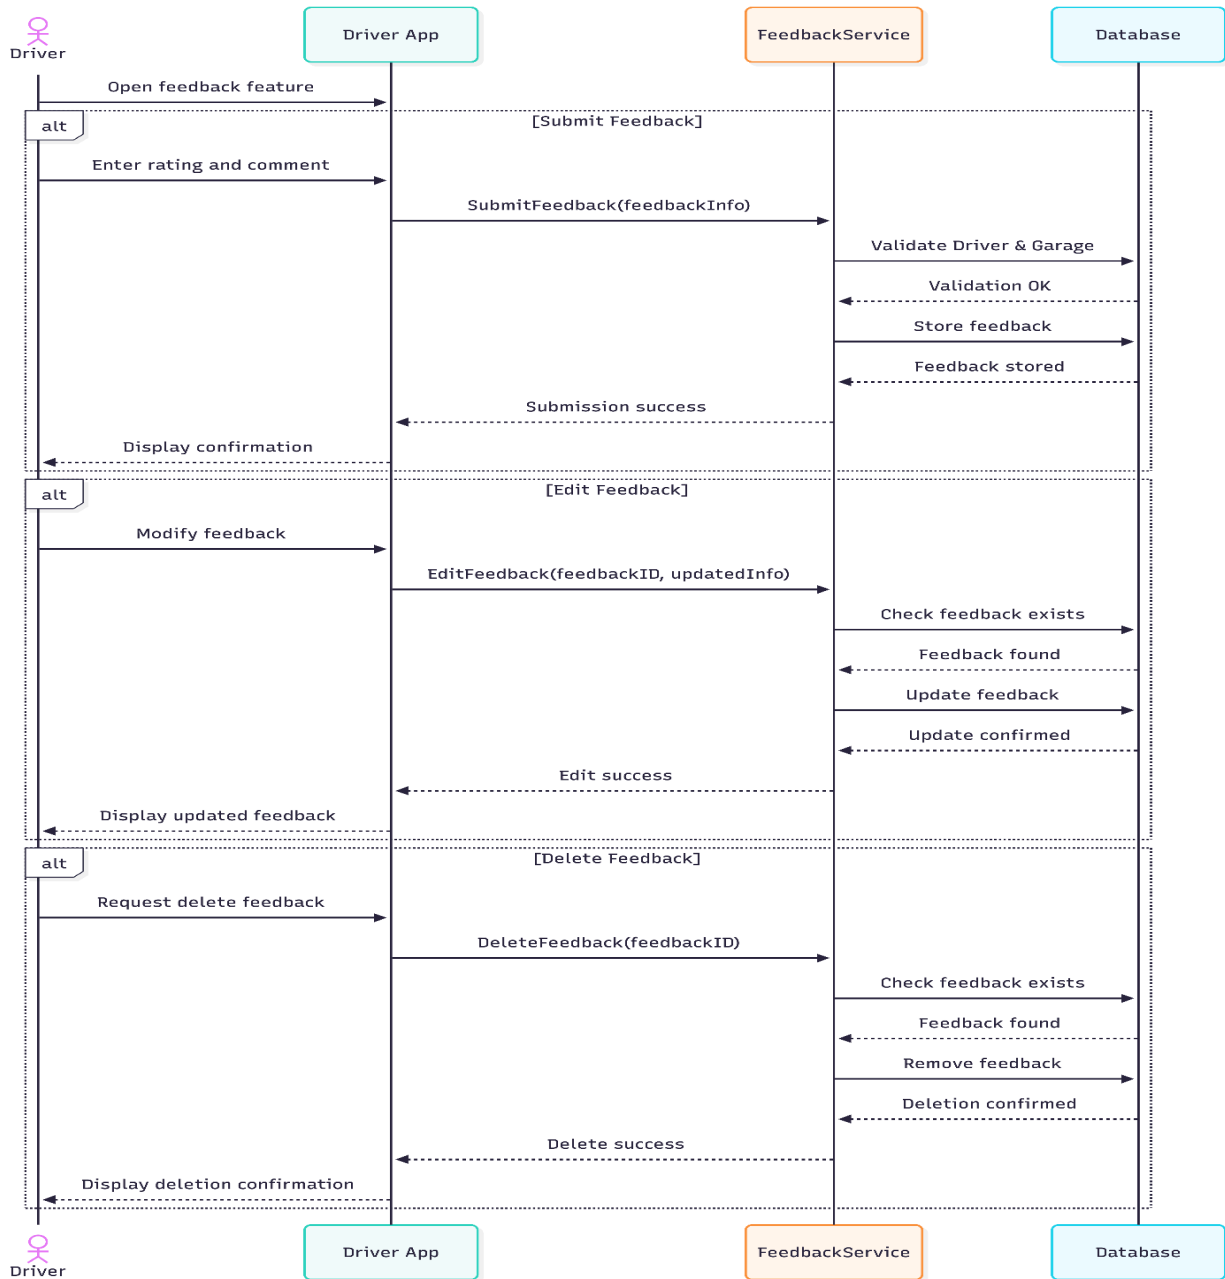 Driver
Driver App
FeedbackService
Database
Open feedback feature
alt
[Submit Feedback]
Enter rating and comment
SubmitFeedback(feedbackInfo)
Validate Driver & Garage
Validation OK
Store feedback
Feedback stored
Submission success
Display confirmation
alt
[Edit Feedback]
Modify feedback
EditFeedback(feedbackID, updatedInfo)
Check feedback exists
Feedback found
Update feedback
Update confirmed
Edit success
Display updated feedback
alt
[Delete Feedback]
Request delete feedback
DeleteFeedback(feedbackID)
Check feedback exists
Feedback found
Remove feedback
Deletion confirmed
Delete success
Display deletion confirmation
Driver
Driver App
FeedbackService
Database